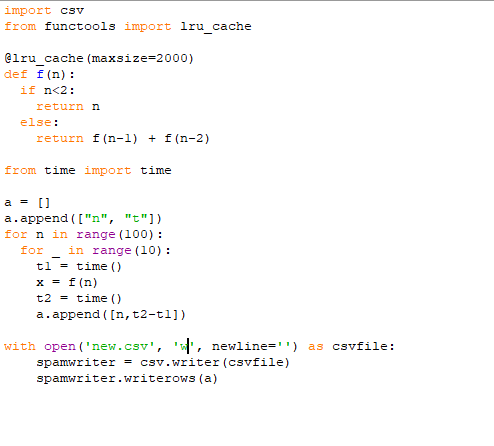 import csv
from functools import lru_cache
@lru_cache(maxsize=2000)
def f(n):
  if n<2:
    return n
  else:
    return f(n-1) + f(n-2)
from time import time
a = []
a.append(["n", "t"])
for n in range(100):
  for _ in range(10):
    t1 = time()
    x = f(n)
    t2 = time()
    a.append([n,t2-t1])
with open('new.csv', 'w', newline='') as csvfile:
    spamwriter = csv.writer(csvfile)
    spamwriter.writerows(a)